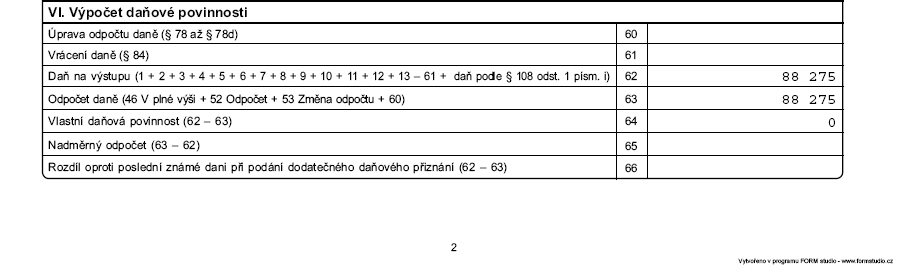 VI. Výpočet daňové povinnosti
Úprava odpočtu daně (§ 78 až § 78d) 60
Vrácení daně (§ 84) 61
Daň na výstupu (1 + 2 + 3 + 4 + 5 + 6 + 7 + 8 + 9 + 10 + 11 + 12 + 13 – 61 + daň podle § 108 odst. 1 písm. i) 62 88 275
Odpočet daně (46 V plné výši + 52 Odpočet + 53 Změna odpočtu + 60) 63 88 275
Vlastní daňová povinnost (62 – 63) 64 0
Nadměrný odpočet (63 – 62) 65
Rozdíl oproti poslední známé dani při podání dodatečného daňového přiznání (62 – 63) 66
2
Vytvořeno v programu FORM studio - www.formstudio.cz